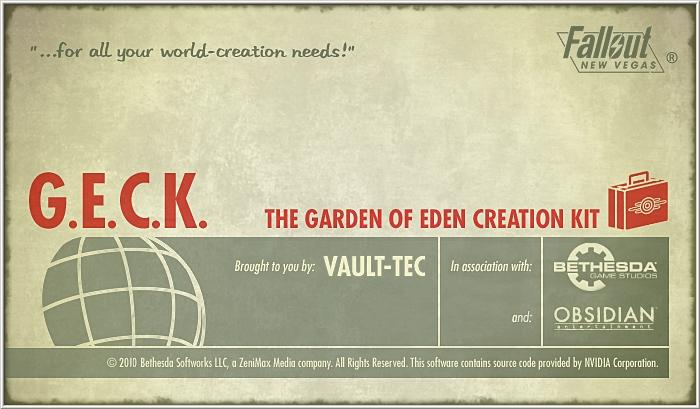 "...for all your world-creation needs!"
Fallout
NEW VEGAS
®
G.E.C.K.
THE GARDEN OF EDEN CREATION KIT
Brought to you by: VAULT-TEC
In association with:
BETHESDA
GAME STUDIOS
and:
OBSIDIAN
entertainment
© 2010 Bethesda Softworks LLC, a ZeniMax Media company. All Rights Reserved. This software contains source code provided by NVIDIA Corporation.